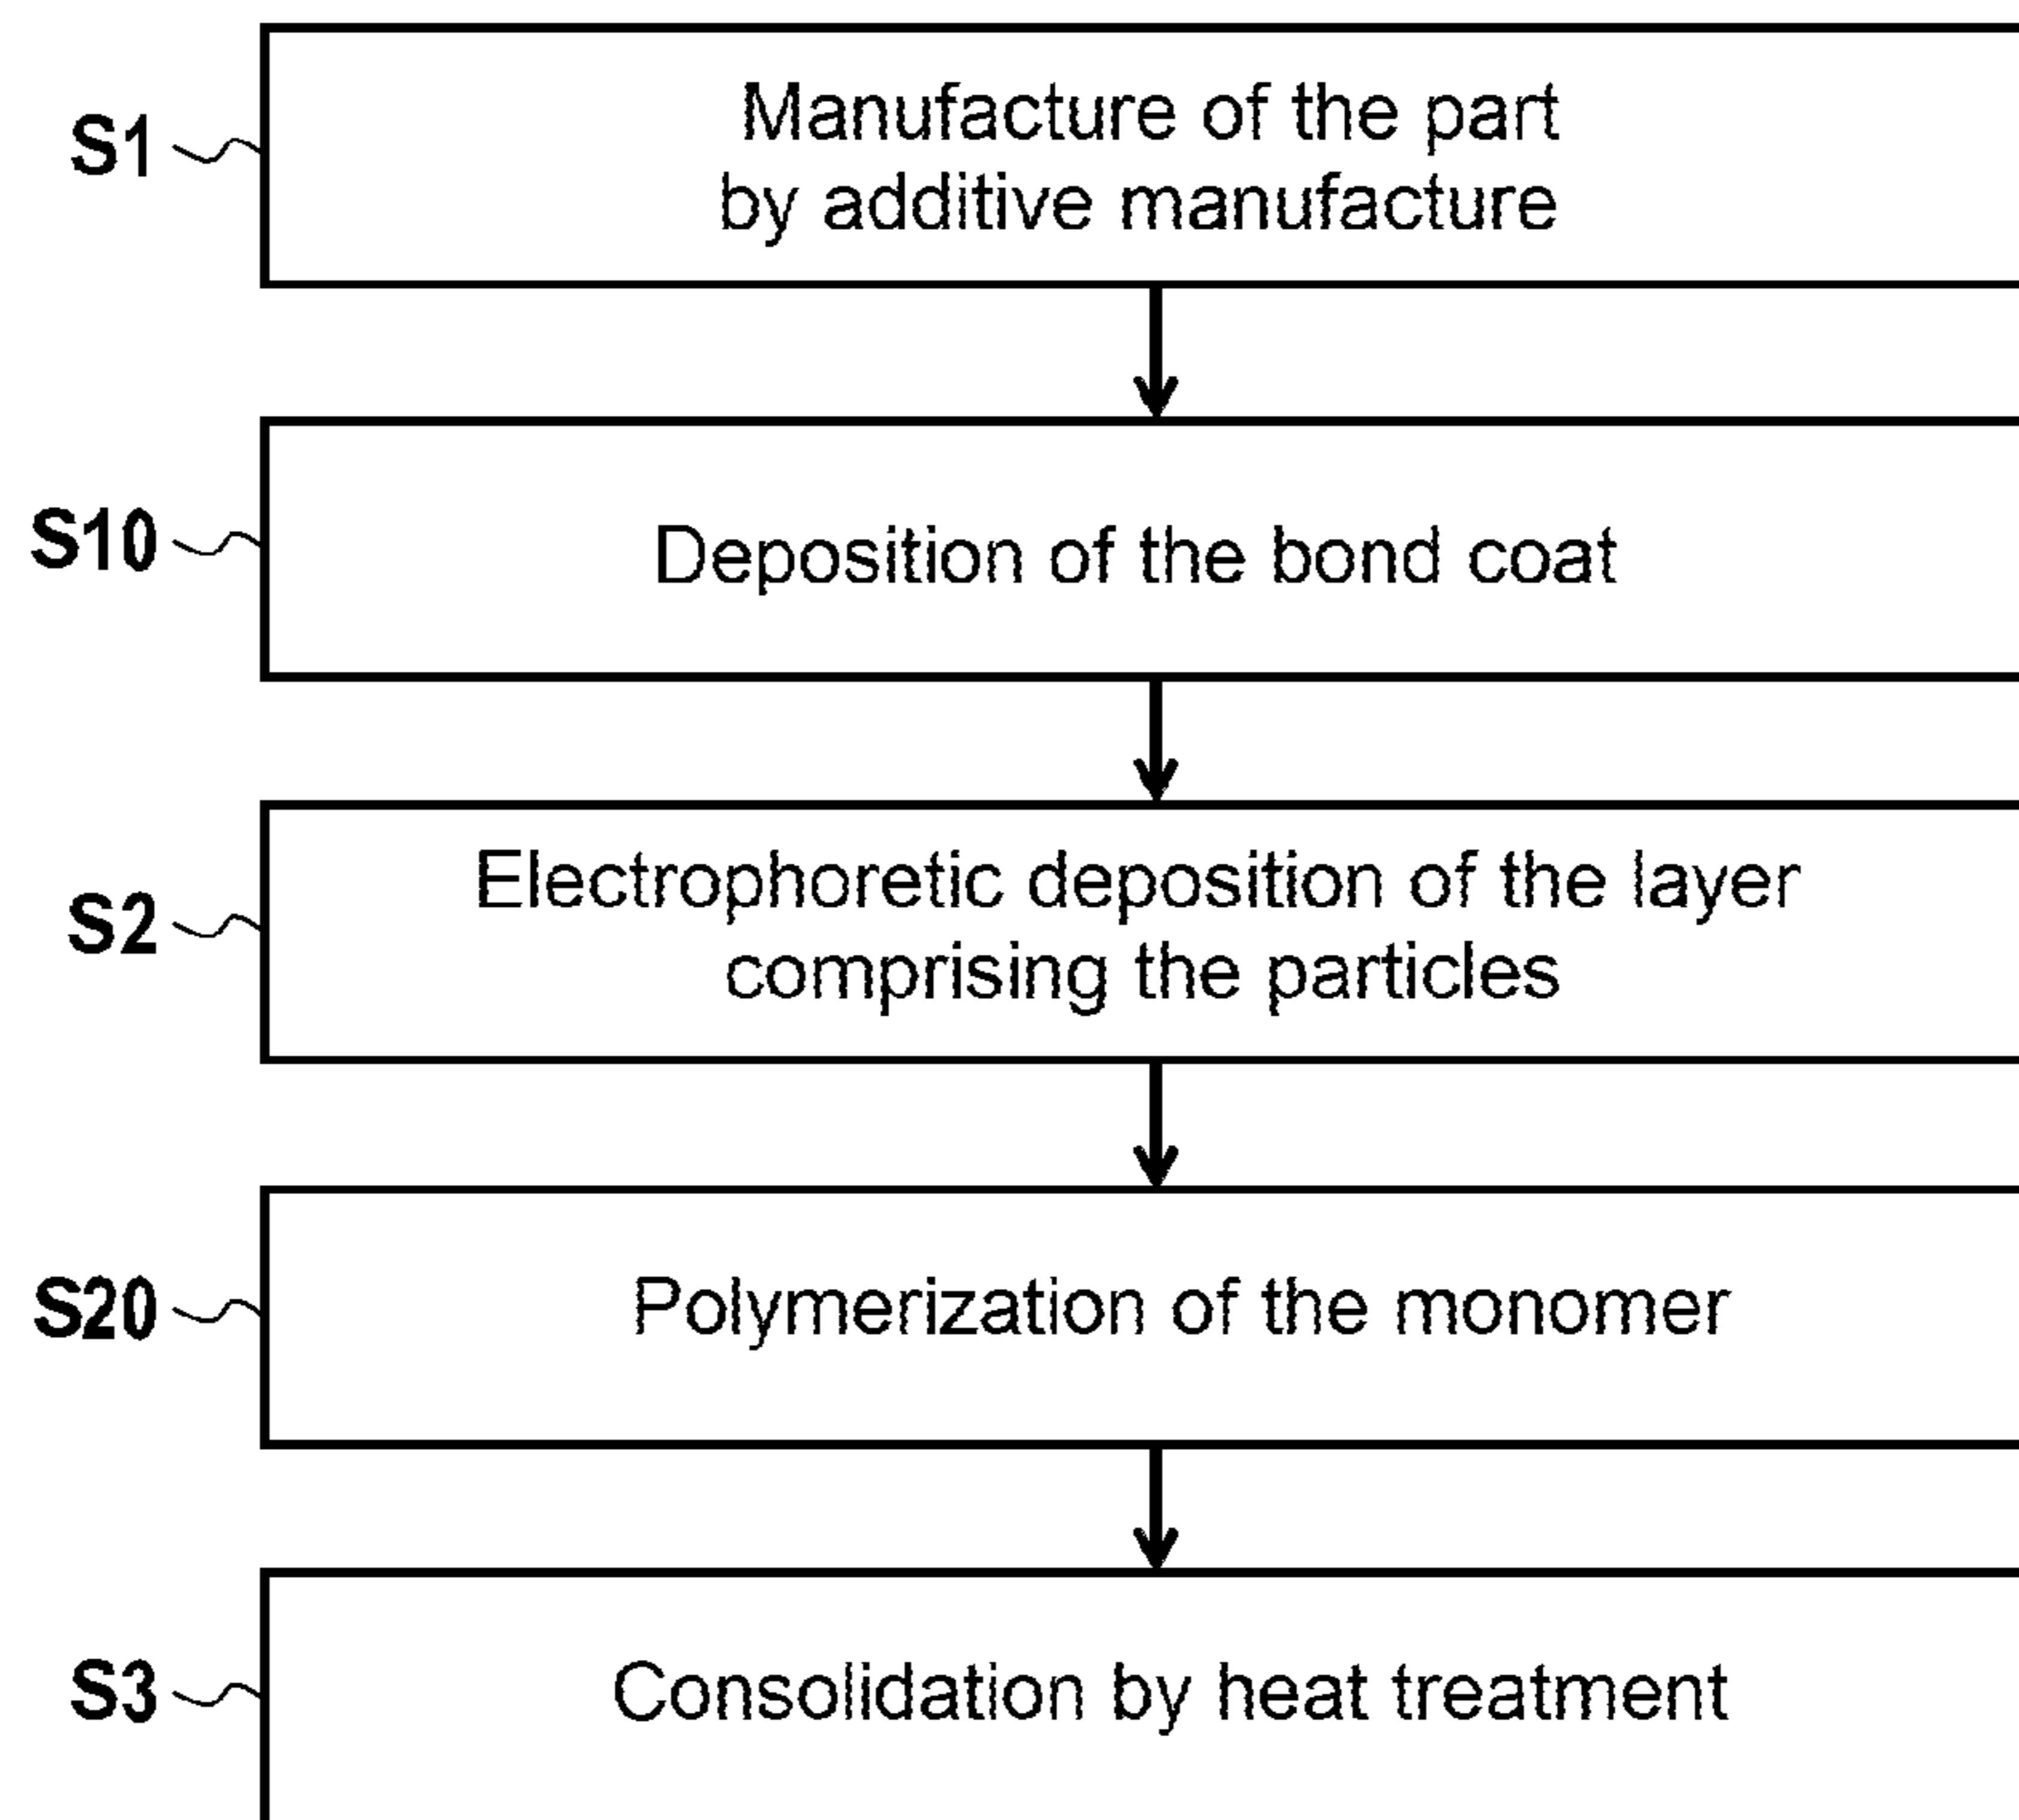 S1
Manufacture of the part
by additive manufacture
S10
Deposition of the bond coat
S2
Electrophoretic deposition of the layer
comprising the particles
S20
Polymerization of the monomer
S3
Consolidation by heat treatment